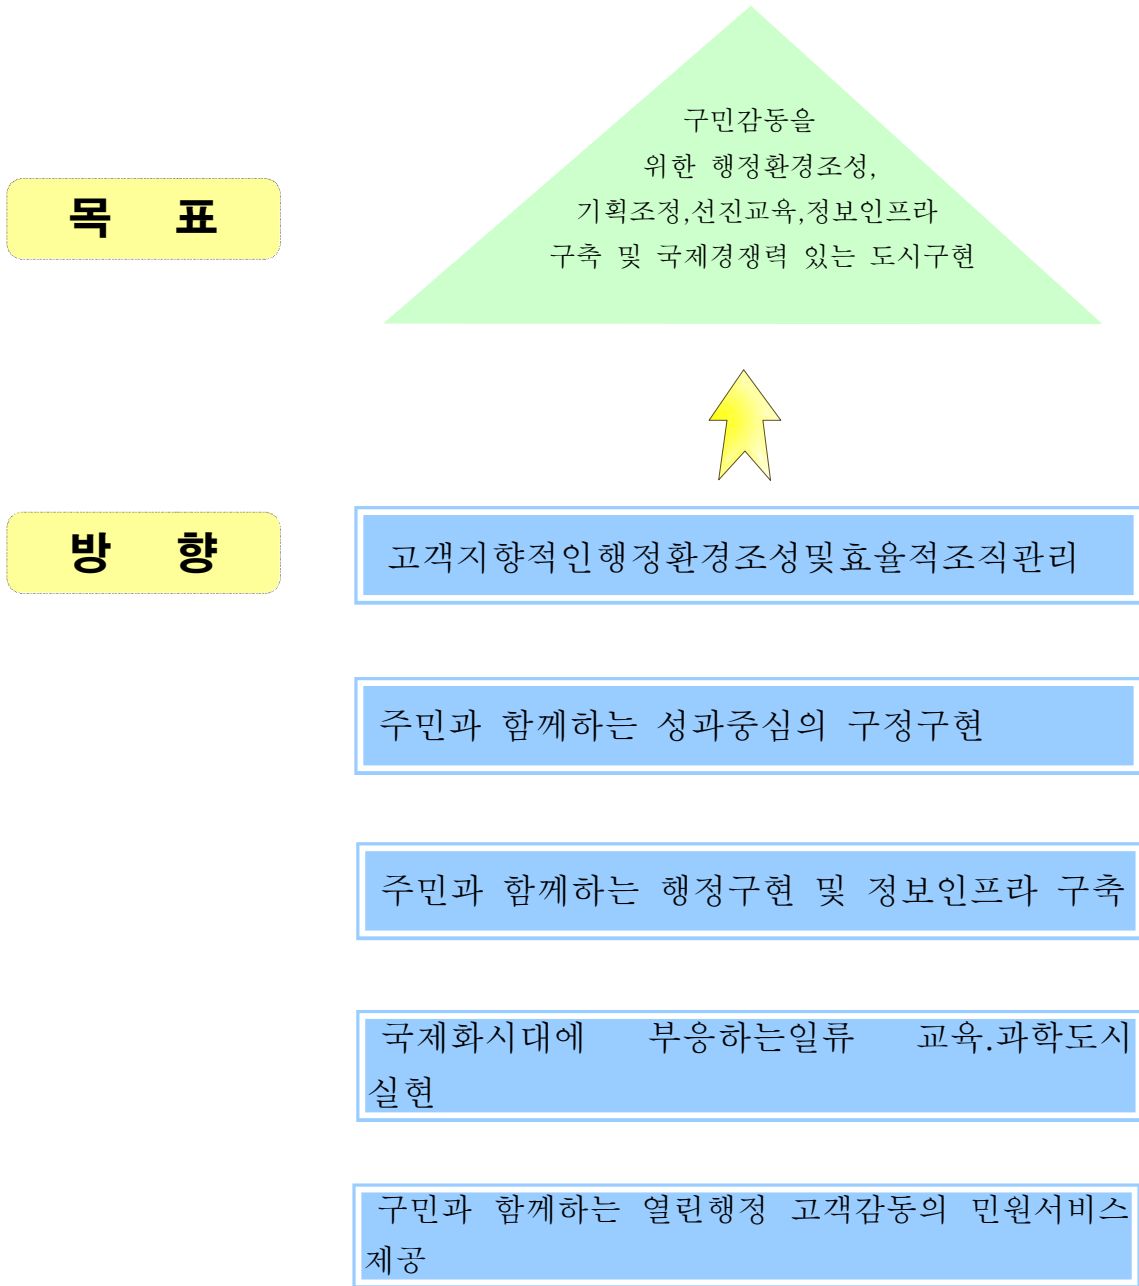 구민감동을
위한 행정환경조성,
기획조정,선진교육,정보인프라
구축 및 국제경쟁력 있는 도시구현
목 표
방 향
고객지향적인행정환경조성및효율적조직관리
주민과 함께하는 성과중심의 구정구현
주민과 함께하는 행정구현 및 정보인프라 구축
국제화시대에 부응하는일류 교육.과학도시
실현
구민과 함께하는 열린행정 고객감동의 민원서비스
제공